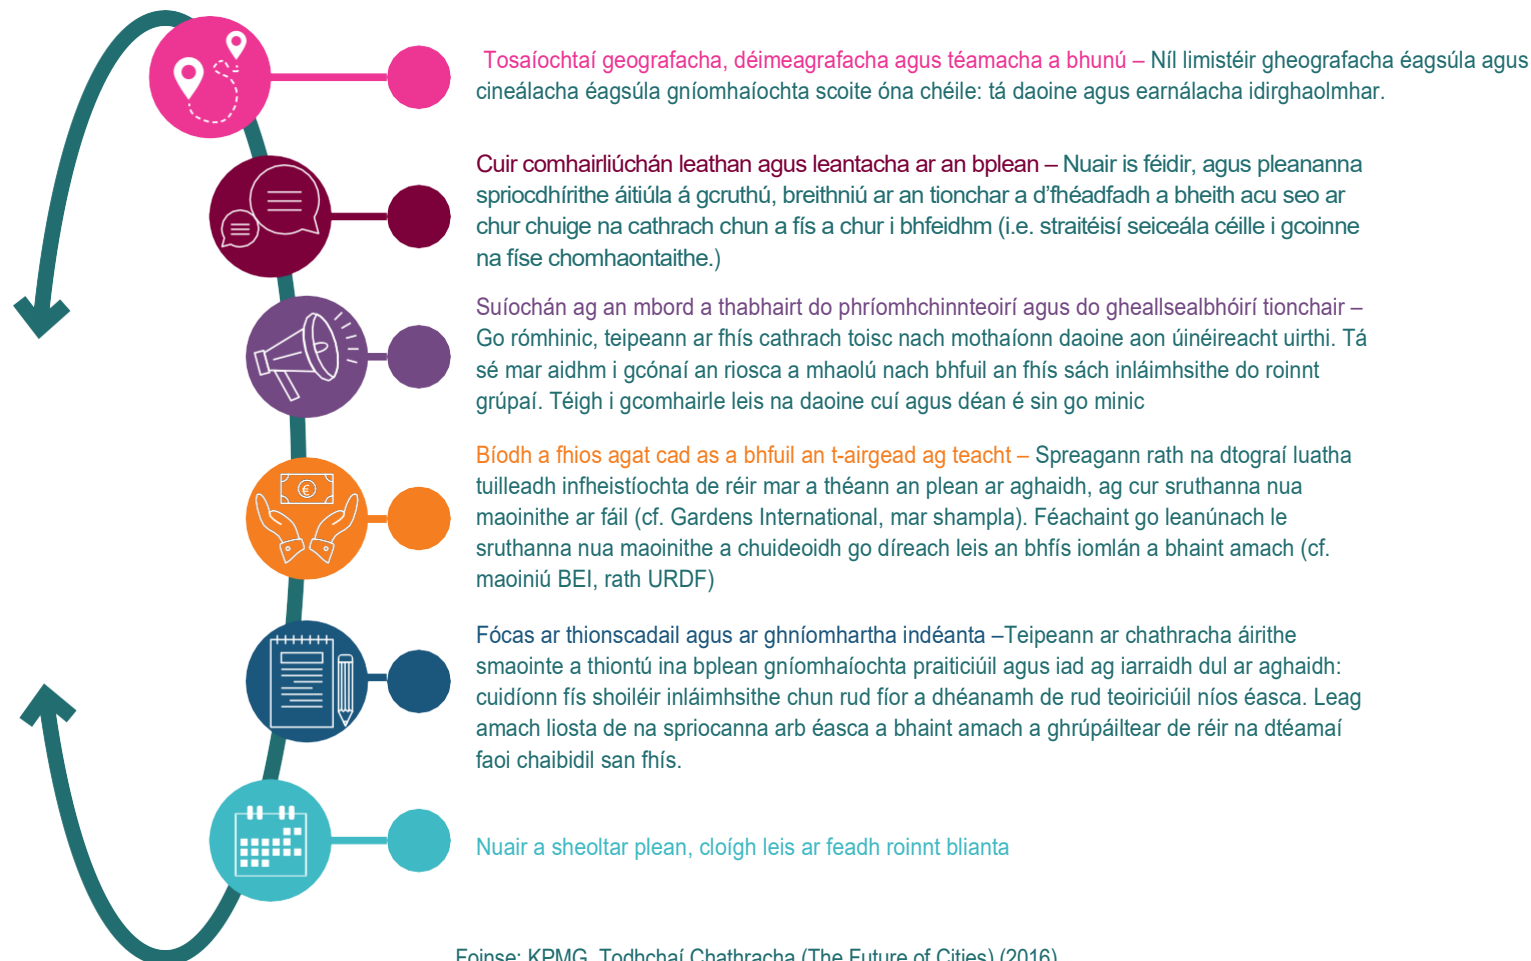 Tosaíochtaí geografacha, déimeagrafacha agus téamacha a bhunú – Níl limistéir gheografacha éagsúla agus
cineálacha éagsúla gníomhaíochta scoite óna chéile: tá daoine agus earnálacha idirghaolmhar.
Cuir comhairliúchán leathan agus leantacha ar an bplean – Nuair is féidir, agus pleananna
spriocdhírithe áitiúla á gcruthú, breithniú ar an tionchar a d'fhéadfadh a bheith acu seo ar
chur chuige na cathrach chun a fís a chur i bhfeidhm (i.e. straitéisí seiceála céille i gcoinne
na físe chomhaontaithe.)
Suíochán ag an mbord a thabhairt do phríomhchinnteoirí agus do gheallsealbhóirí tionchair –
Go rómhinic, teipeann ar fhís cathrach toisc nach mothaíonn daoine aon úinéireacht uirthi. Tá
sé mar aidhm i gcónaí an riosca a mhaolú nach bhfuil an fhís sách inláimhsithe do roinnt
grúpaí. Téigh i gcomhairle leis na daoine cuí agus déan é sin go minic
Bíodh a fhios agat cad as a bhfuil an t-airgead ag teacht – Spreagann rath na dtograí luatha
tuilleadh infheistíochta de réir mar a théann an plean ar aghaidh, ag cur sruthanna nua
maoinithe ar fáil (cf. Gardens International, mar shampla). Féachaint go leanúnach le
sruthanna nua maoinithe a chuideoidh go díreach leis an bhfís iomlán a bhaint amach (cf.
maoiniú BEI, rath URDF)
Fócas ar thionscadail agus ar ghníomhartha indéanta –Teipeann ar chathracha áirithe
smaointe a thiontú ina bplean gníomhaíochta praiticiúil agus iad ag iarraidh dul ar aghaidh:
cuidíonn fís shoiléir inláimhsithe chun rud fíor a dhéanamh de rud teoiriciúil níos éasca. Leag
amach liosta de na spriocanna arb éasca a bhaint amach a ghrúpáiltear de réir na dtéamaí
faoi chaibidil san fhís.
Nuair a sheoltar plean, cloígh leis ar feadh roinnt blianta
Foinse: KPMG, Todhchaí Chathracha (The Future of Cities) (2016)